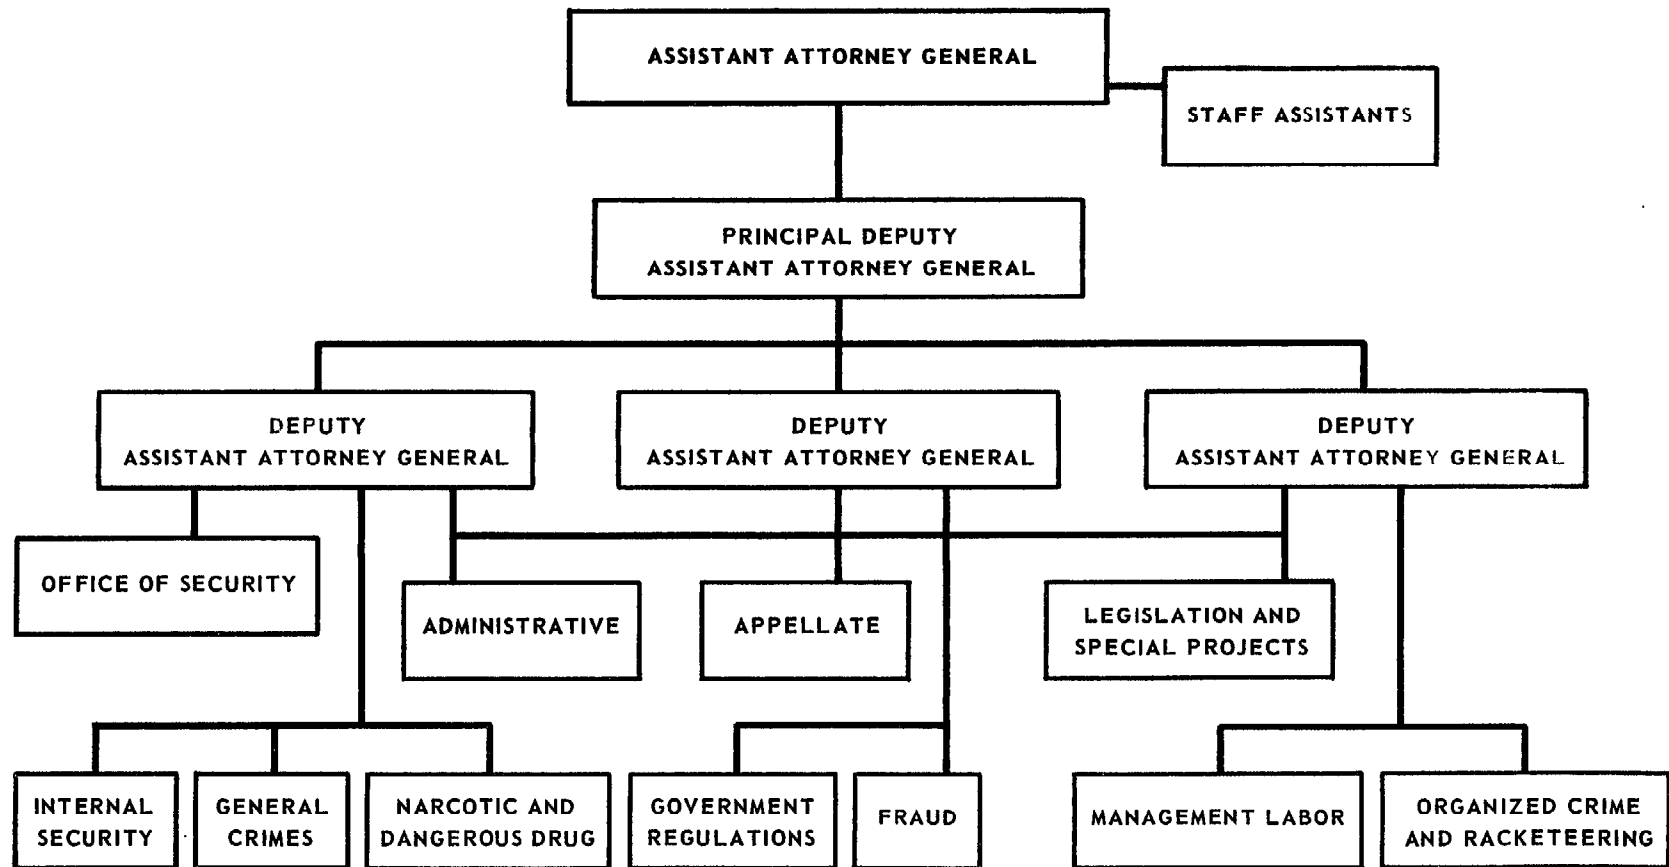 ASSISTANT ATTORNEY GENERAL
STAFF ASSISTANTS
PRINCIPAL DEPUTY
ASSISTANT ATTORNEY GENERAL
DEPUTY
ASSISTANT ATTORNEY GENERAL
DEPUTY
ASSISTANT ATTORNEY GENERAL
DEPUTY
ASSISTANT ATTORNEY GENERAL
OFFICE OF SECURITY
ADMINISTRATIVE
APPELLATE
LEGISLATION AND
SPECIAL PROJECTS
INTERNAL
SECURITY
GENERAL
CRIMES
NARCOTIC AND
DANGEROUS DRUG
GOVERNMENT
REGULATIONS
FRAUD
MANAGEMENT LABOR
ORGANIZED CRIME
AND RACKETEERING